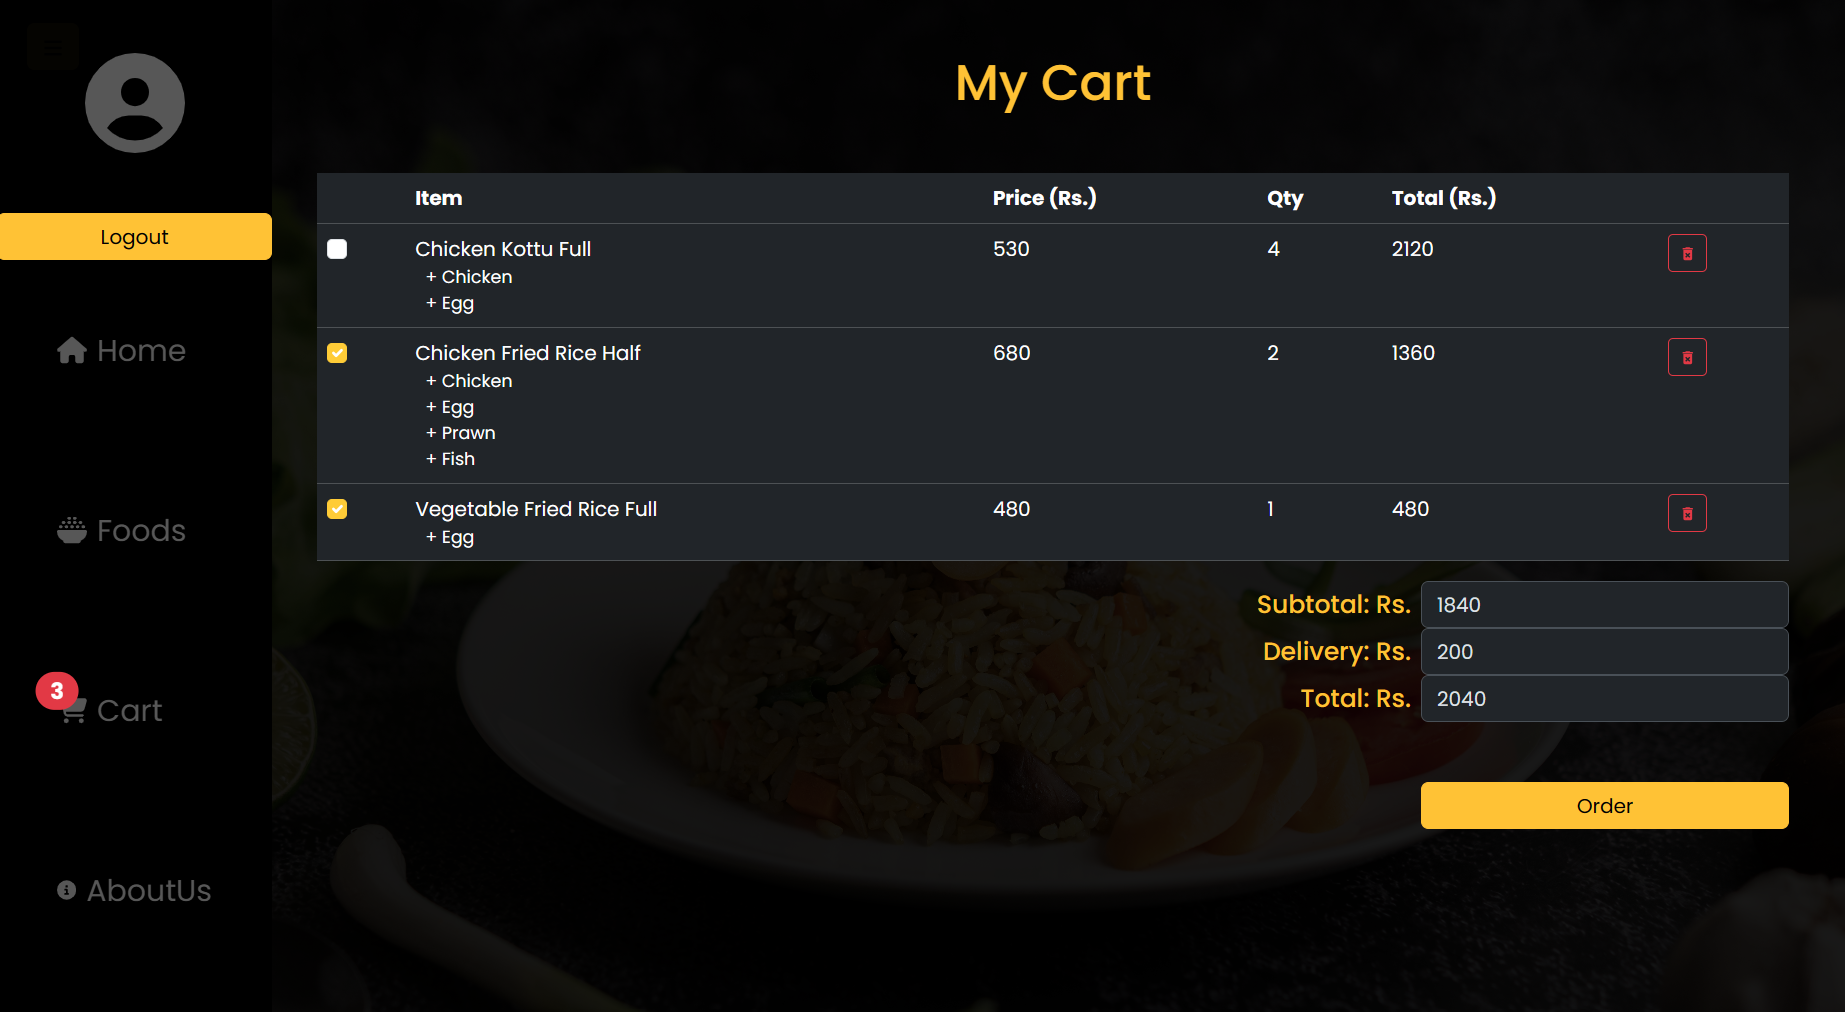 My Cart
Logout
Home
Foods
3
Cart
AboutUs
Item Price (Rs.) Qty Total (Rs.)
Chicken Kottu Full 530 4 2120
+ Chicken
+ Egg
Chicken Fried Rice Half 680 2 1360
+ Chicken
+ Egg
+ Prawn
+ Fish
Vegetable Fried Rice Full 480 1 480
+ Egg
Subtotal: Rs. 1840
Delivery: Rs. 200
Total: Rs. 2040
Order